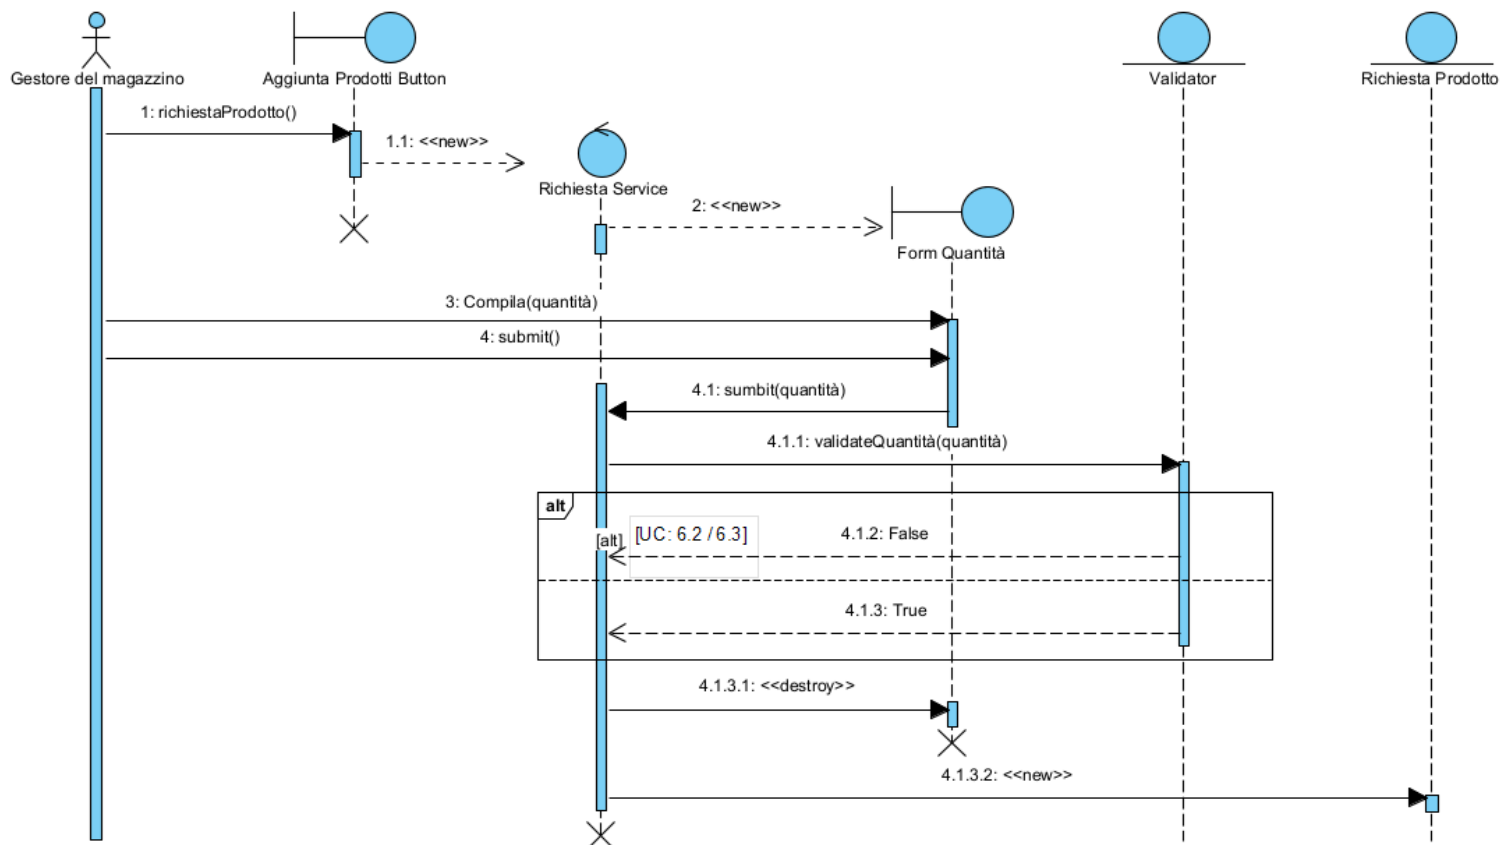 Gestore del magazzino
Aggiunta Prodotti Button
Validator
Richiesta Prodotto
1: richiestaProdotto()
1.1: <<new>>
Richiesta Service
2: <<new>>
Form Quantità
3: Compila(quantità)
4: submit()
4.1: sumbit(quantità)
4.1.1: validateQuantità(quantità)
alt
[alt]
[UC: 6.2 / 6.3]
4.1.2: False
4.1.3: True
4.1.3.1: <<destroy>>
4.1.3.2: <<new>>